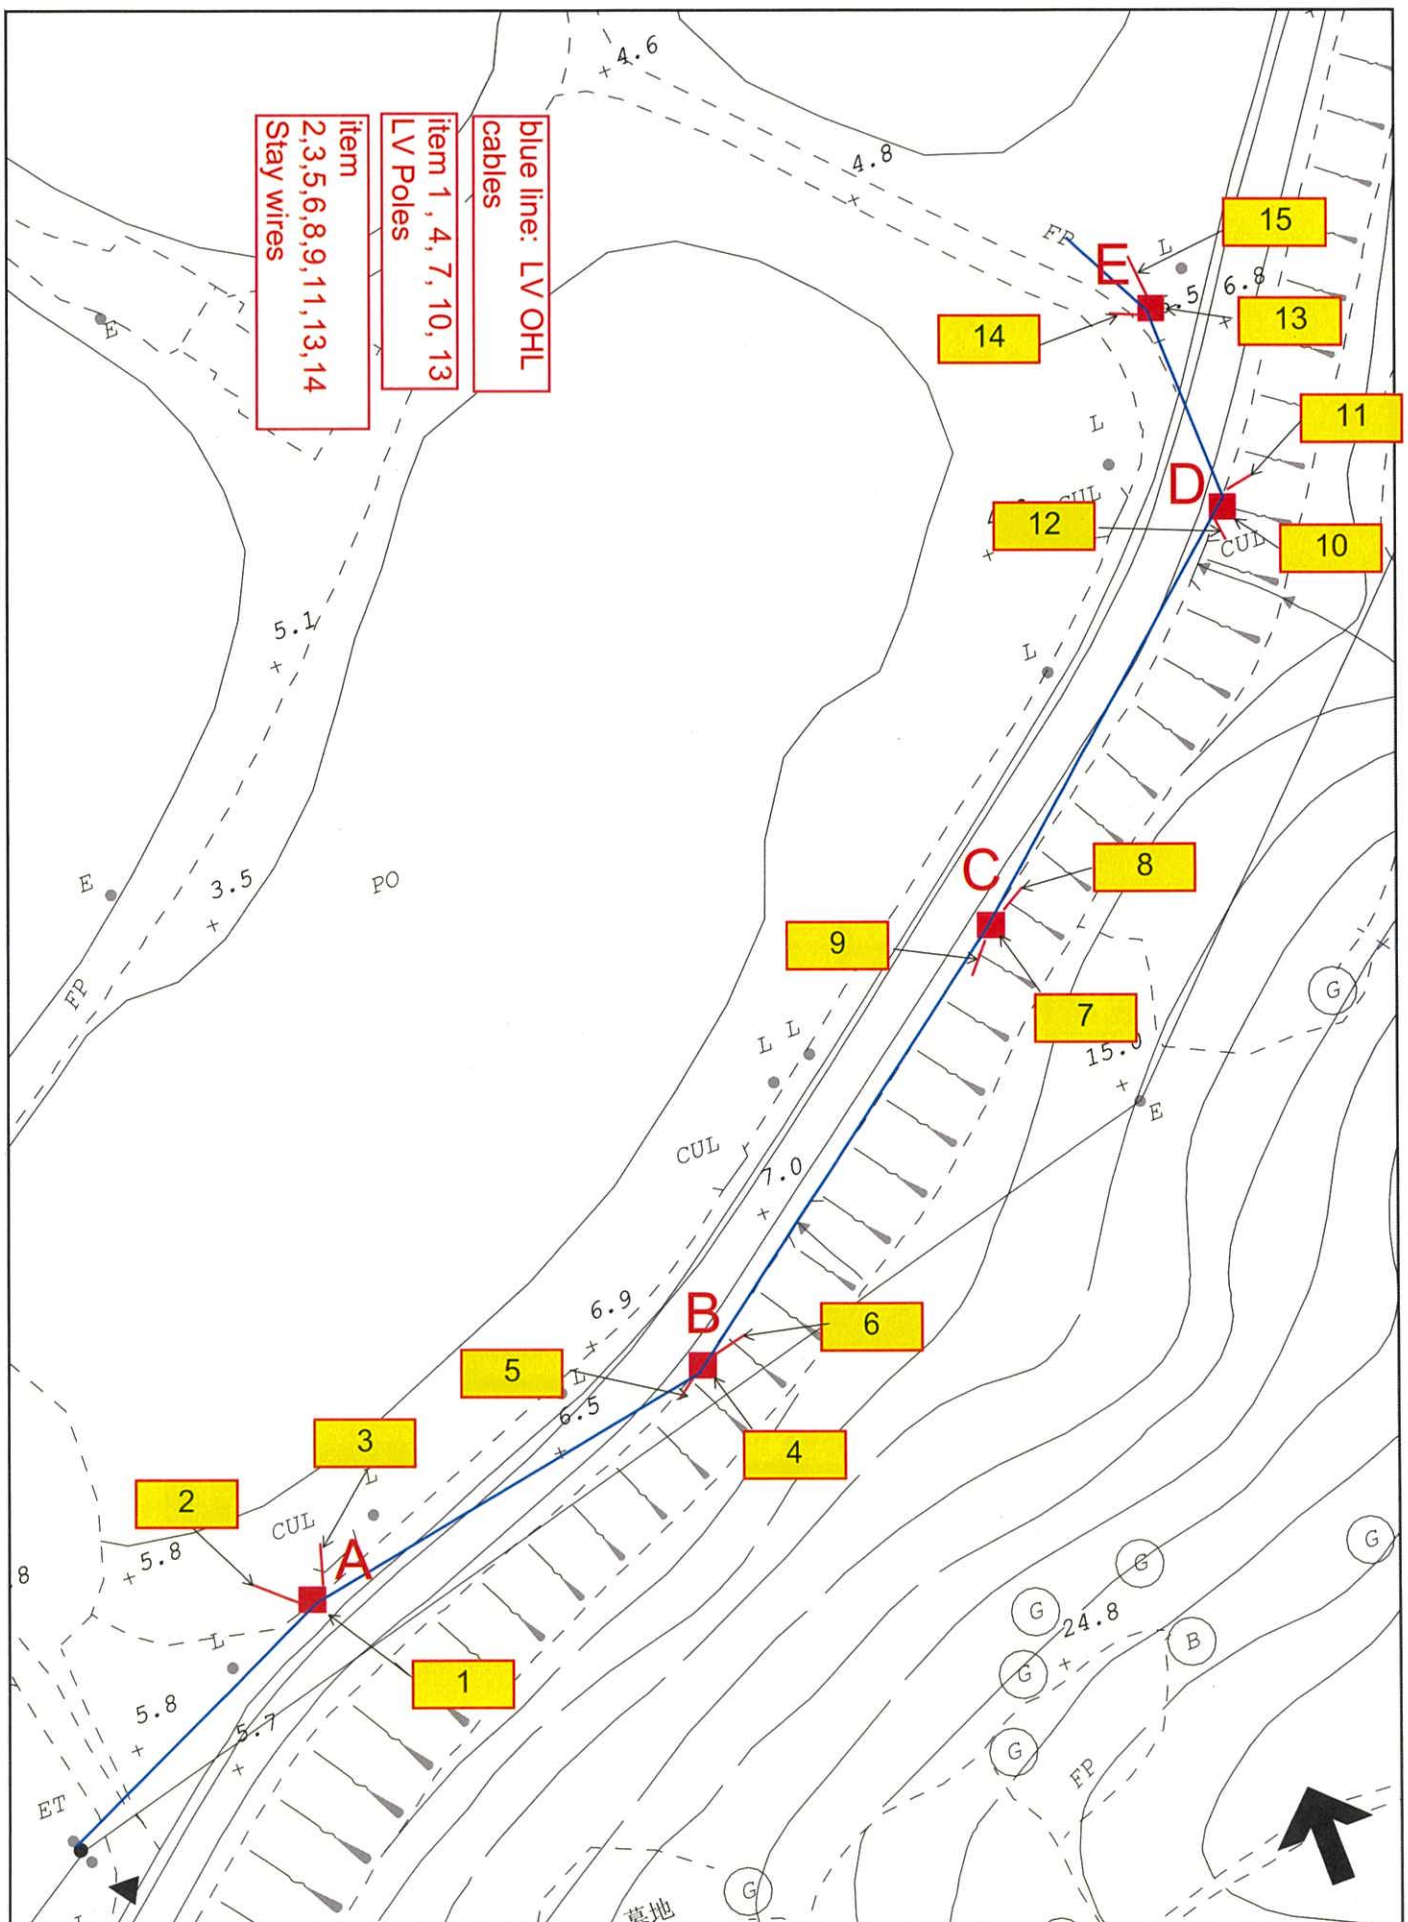 blue line: LV OHL
cables
item 1 , 4, 7, 10, 13
LV Poles
item
2,3,5,6,8,9,11,13,14
Stay wires
4.6
4.8
FP
E
L
15
6.8
.5
13
14
11
L
D
CUL
12
10
CUL
E
5.1
L
C
8
9
7
15.0
E
3.5
PO
E
FP
G
L
L
CUL
7.0
6.9
B
6
5
L
6.5
4
3
2
L
CUL
A
5.8
8
1
L
5.8
5.7
ET
G
G
G
24.8
B
G
G
FP
G
墓地